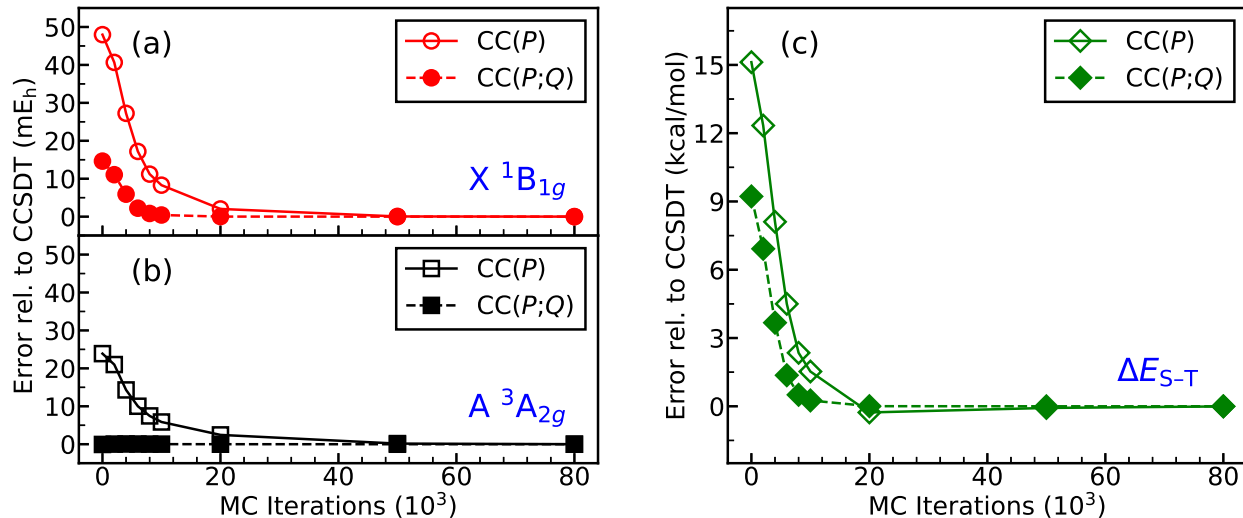 (a)
CC(P)
CC(P;Q)
X ¹B₁g
50
40
30
20
10
0
Error rel. to CCSDT (mEₕ)
(b)
CC(P)
CC(P;Q)
A ³A₂g
50
40
30
20
10
0
0 20 40 60 80
MC Iterations (10³)
(c)
CC(P)
CC(P;Q)
ΔE S–T
15
12
9
6
3
0
Error rel. to CCSDT (kcal/mol)
0 20 40 60 80
MC Iterations (10³)